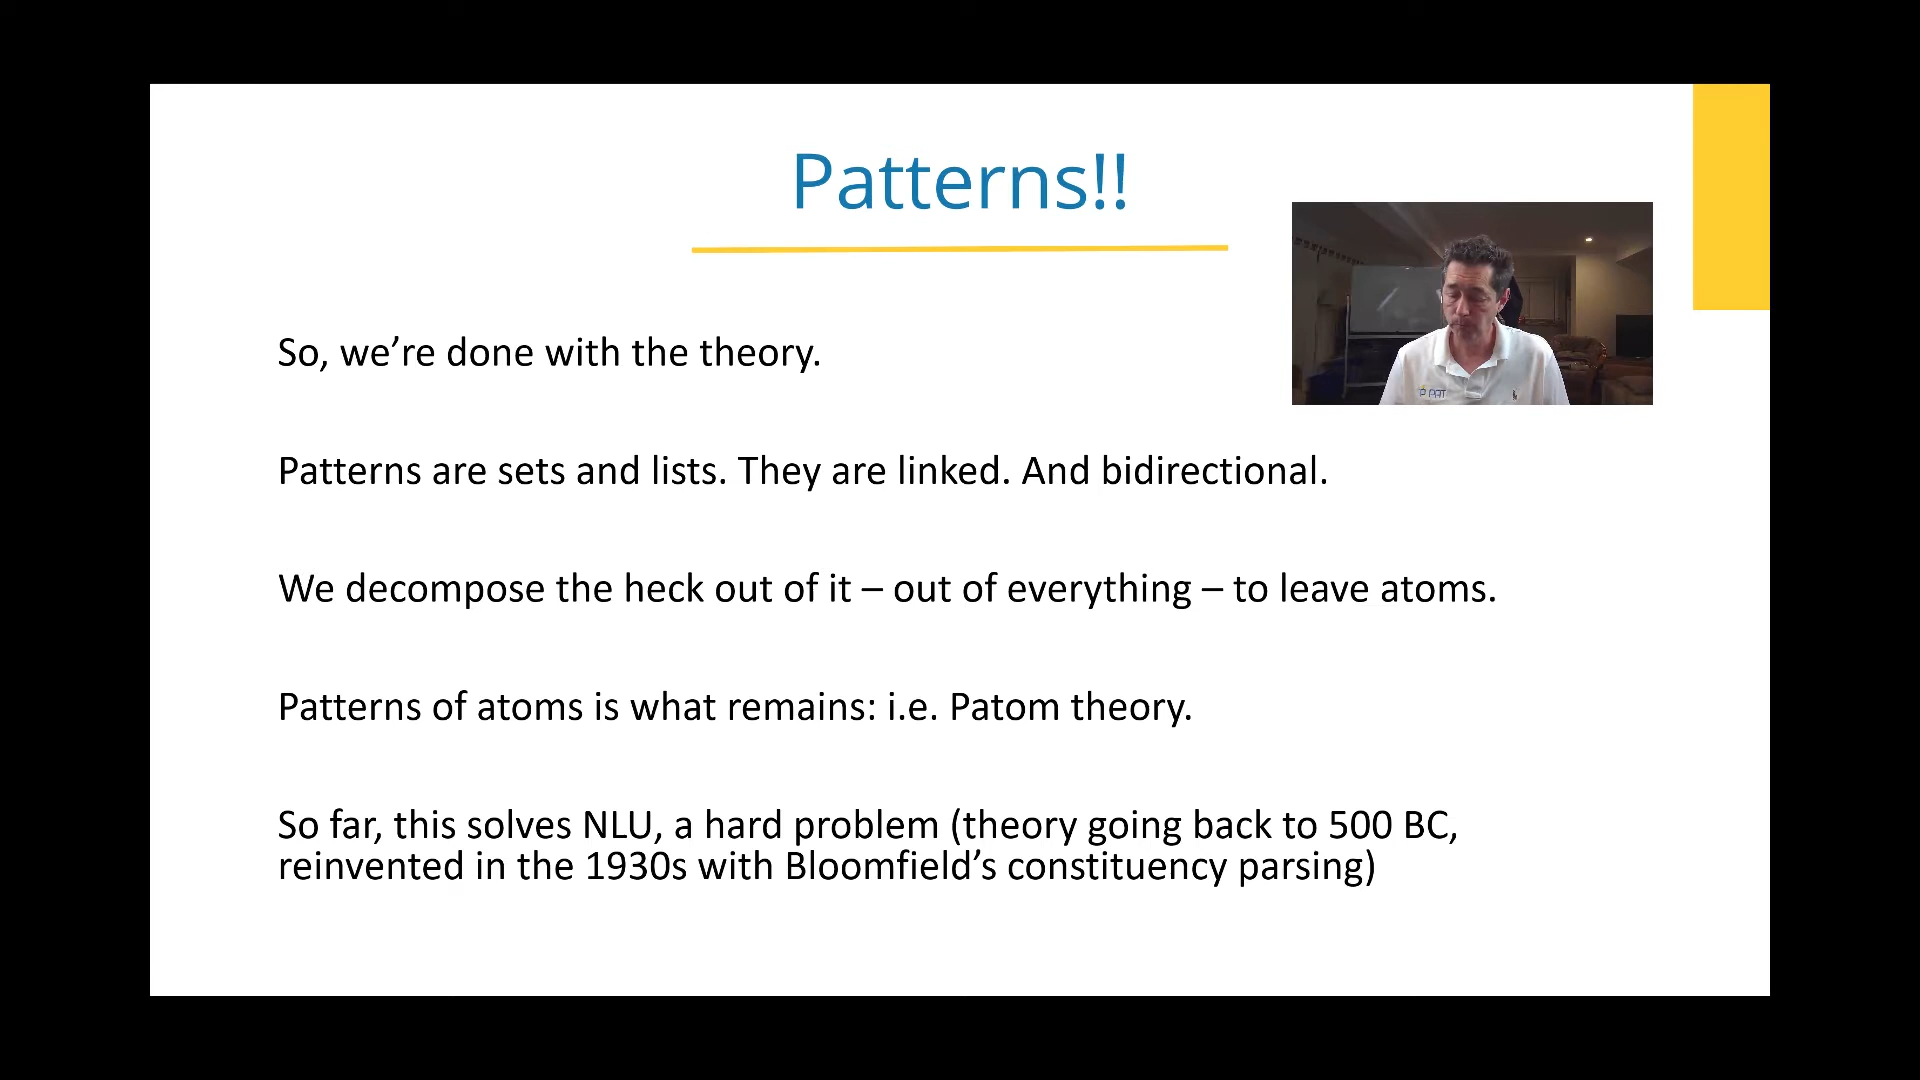 Patterns!!
So, we’re done with the theory.
Patterns are sets and lists. They are linked. And bidirectional.
We decompose the heck out of it – out of everything – to leave atoms.
Patterns of atoms is what remains: i.e. Patom theory.
So far, this solves NLU, a hard problem (theory going back to 500 BC,
reinvented in the 1930s with Bloomfield’s constituency parsing)